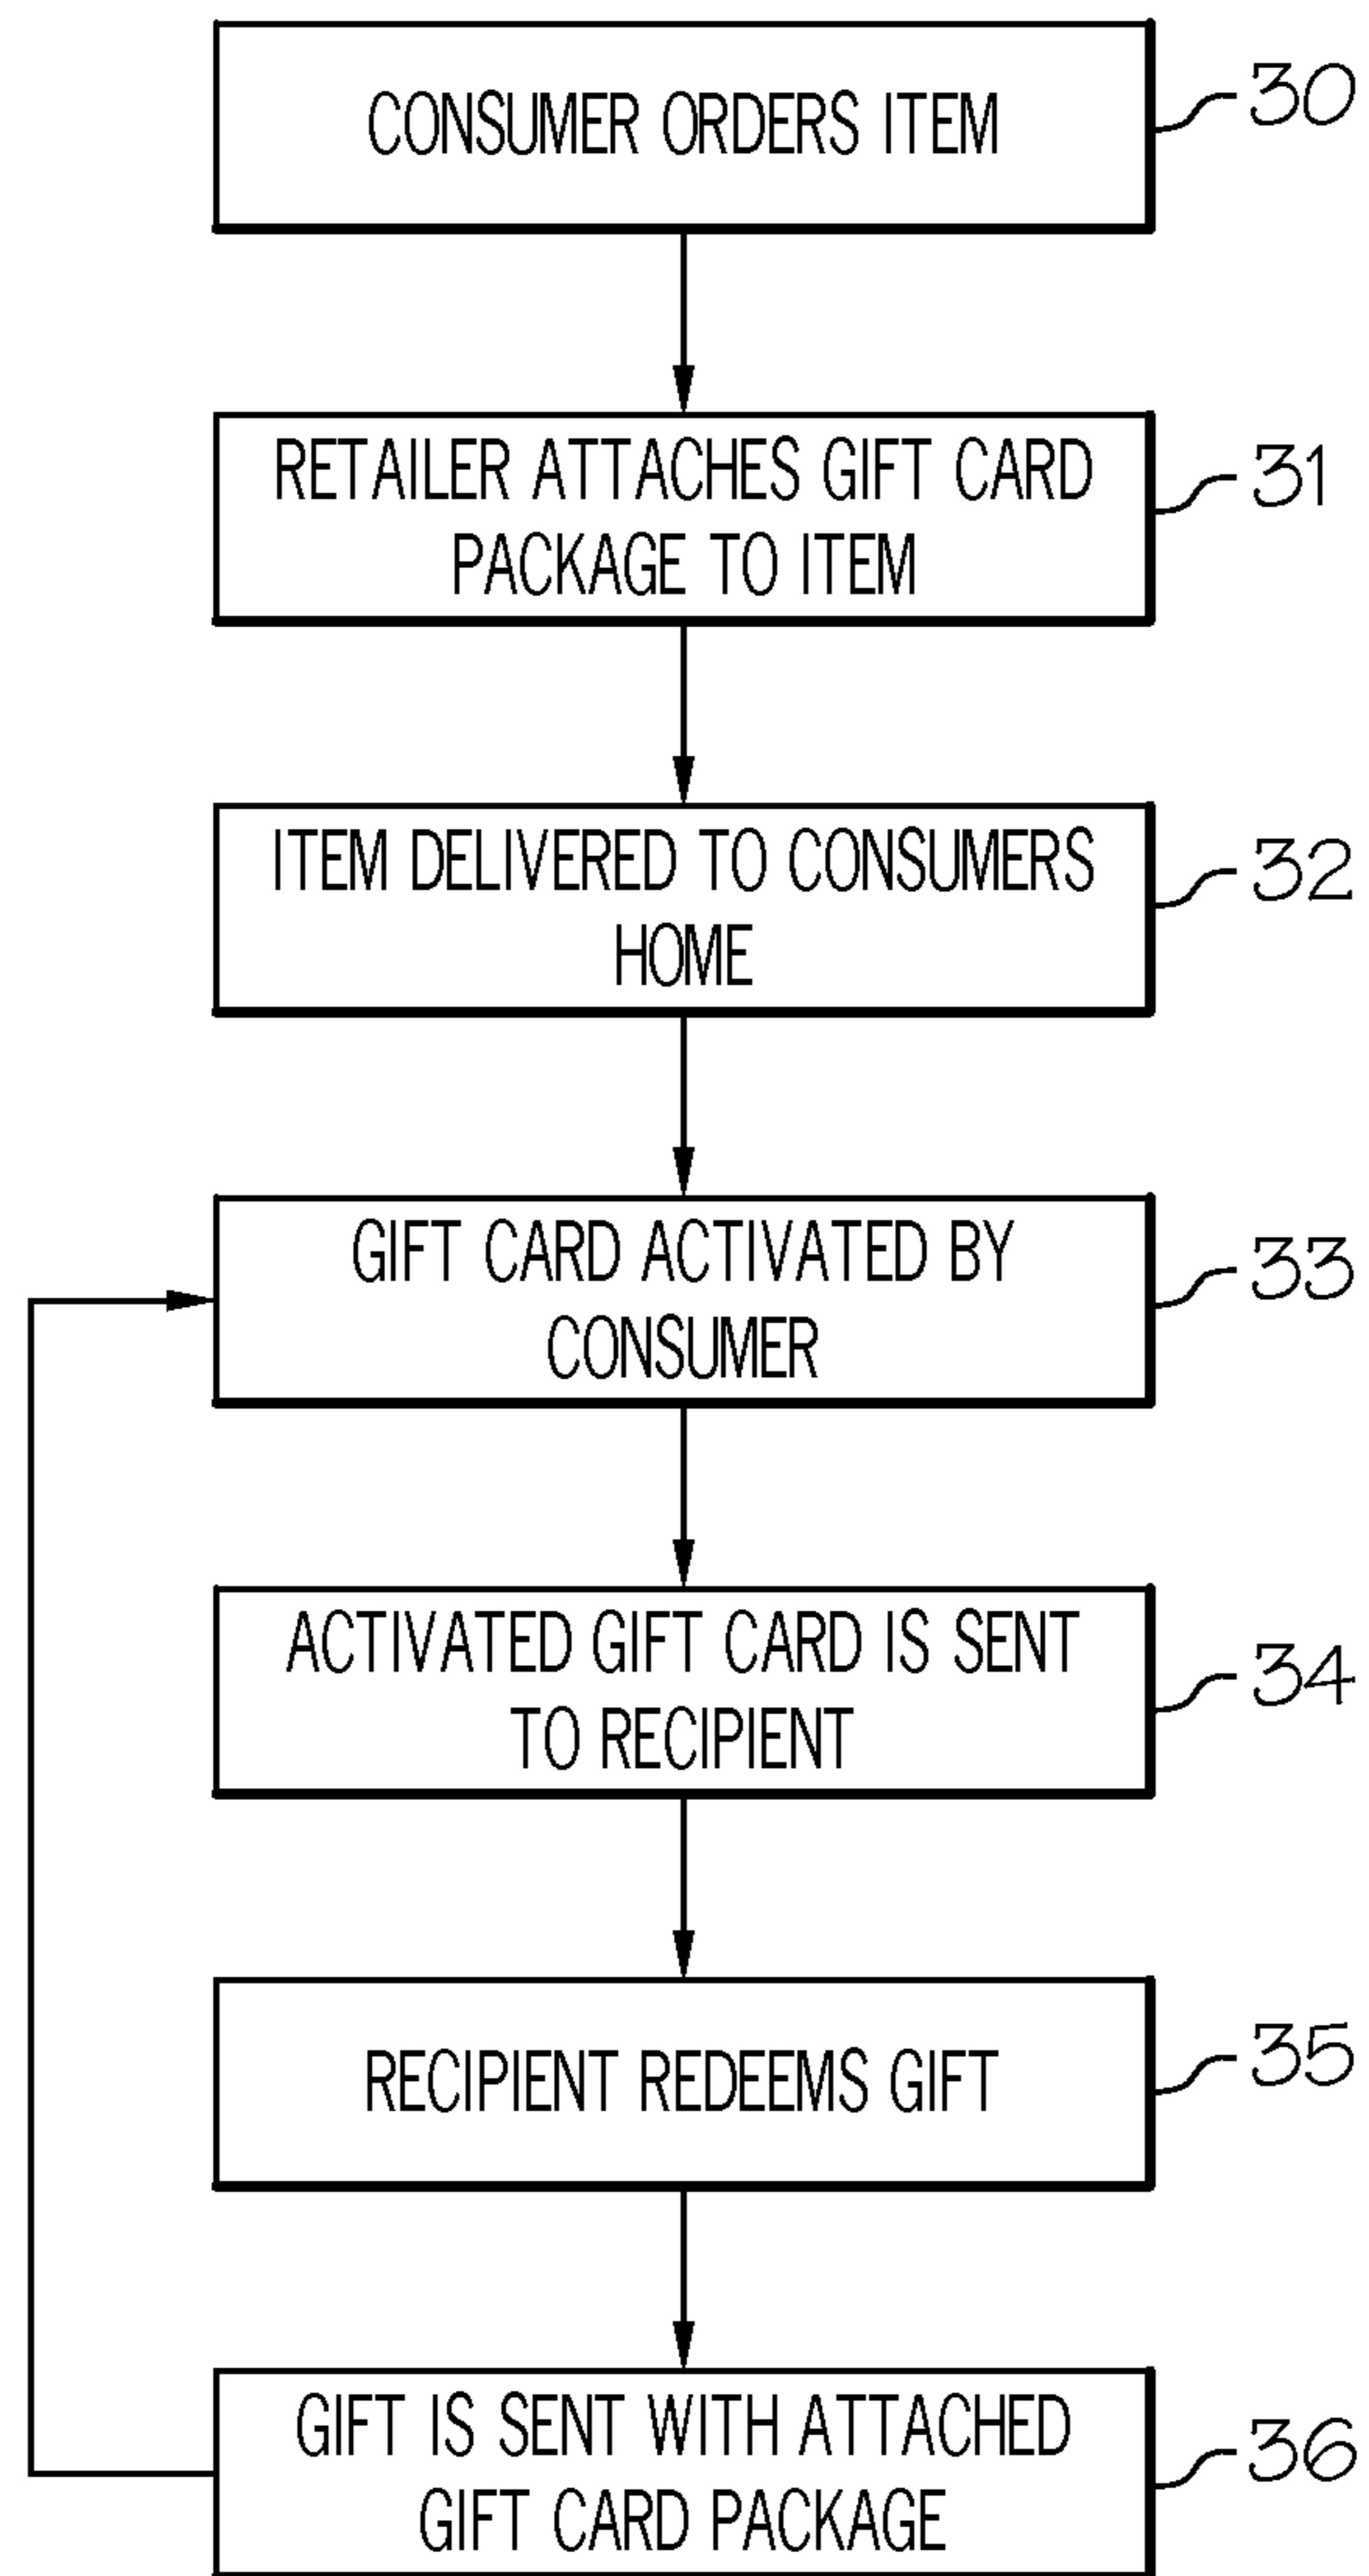 CONSUMER ORDERS ITEM
30
RETAILER ATTACHES GIFT CARD
PACKAGE TO ITEM
31
ITEM DELIVERED TO CONSUMERS
HOME
32
GIFT CARD ACTIVATED BY
CONSUMER
33
ACTIVATED GIFT CARD IS SENT
TO RECIPIENT
34
RECIPIENT REDEEMS GIFT
35
GIFT IS SENT WITH ATTACHED
GIFT CARD PACKAGE
36